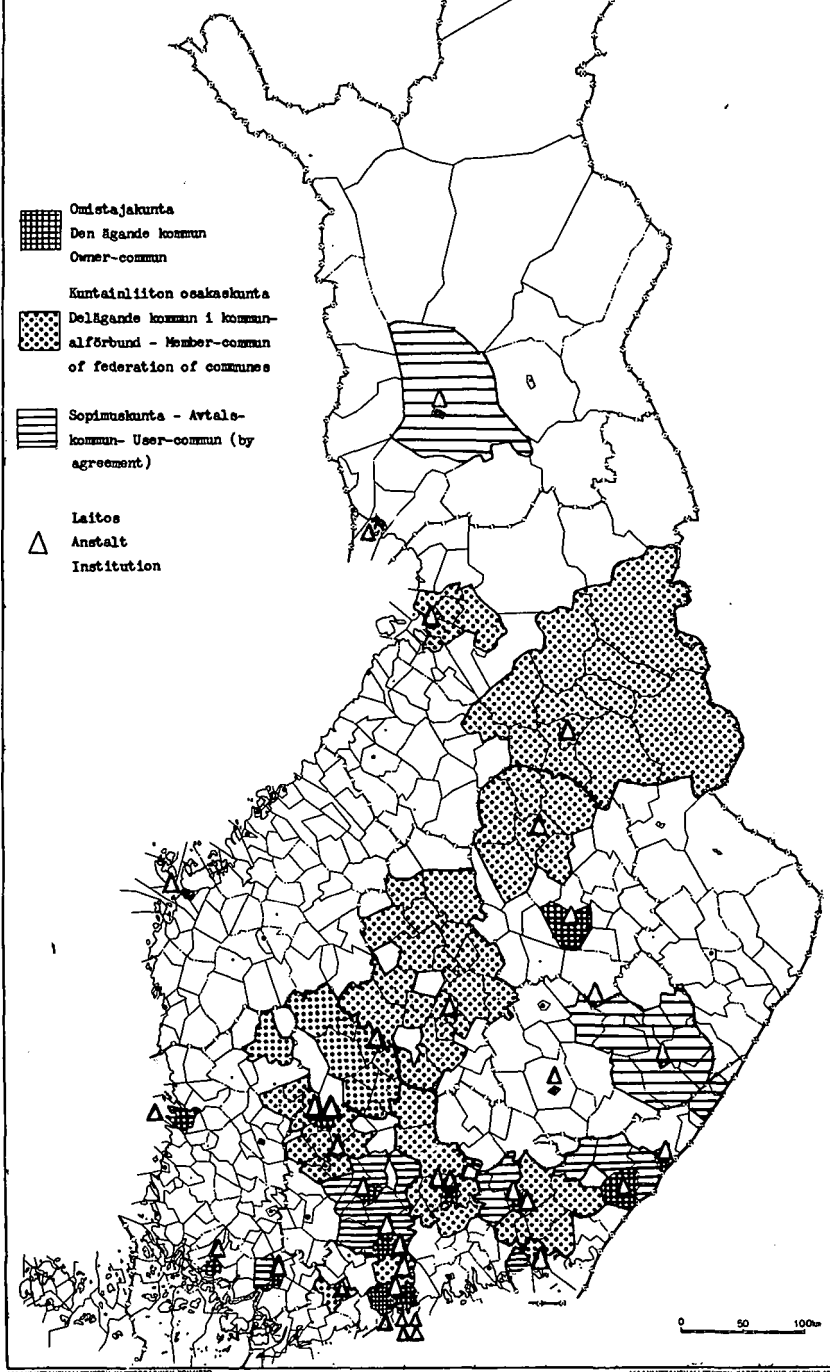 Omistajakunta
Den ägande kommun
Owner-commun
Kuntainliiton osakaskunta
Delägande kommun i kommun-
alförbund - Member-commun
of federation of communes
Sopimuskunta - Avtals-
kommun- User-commun (by
agreement)
Laitos
Anstalt
Institution
0 50 100km